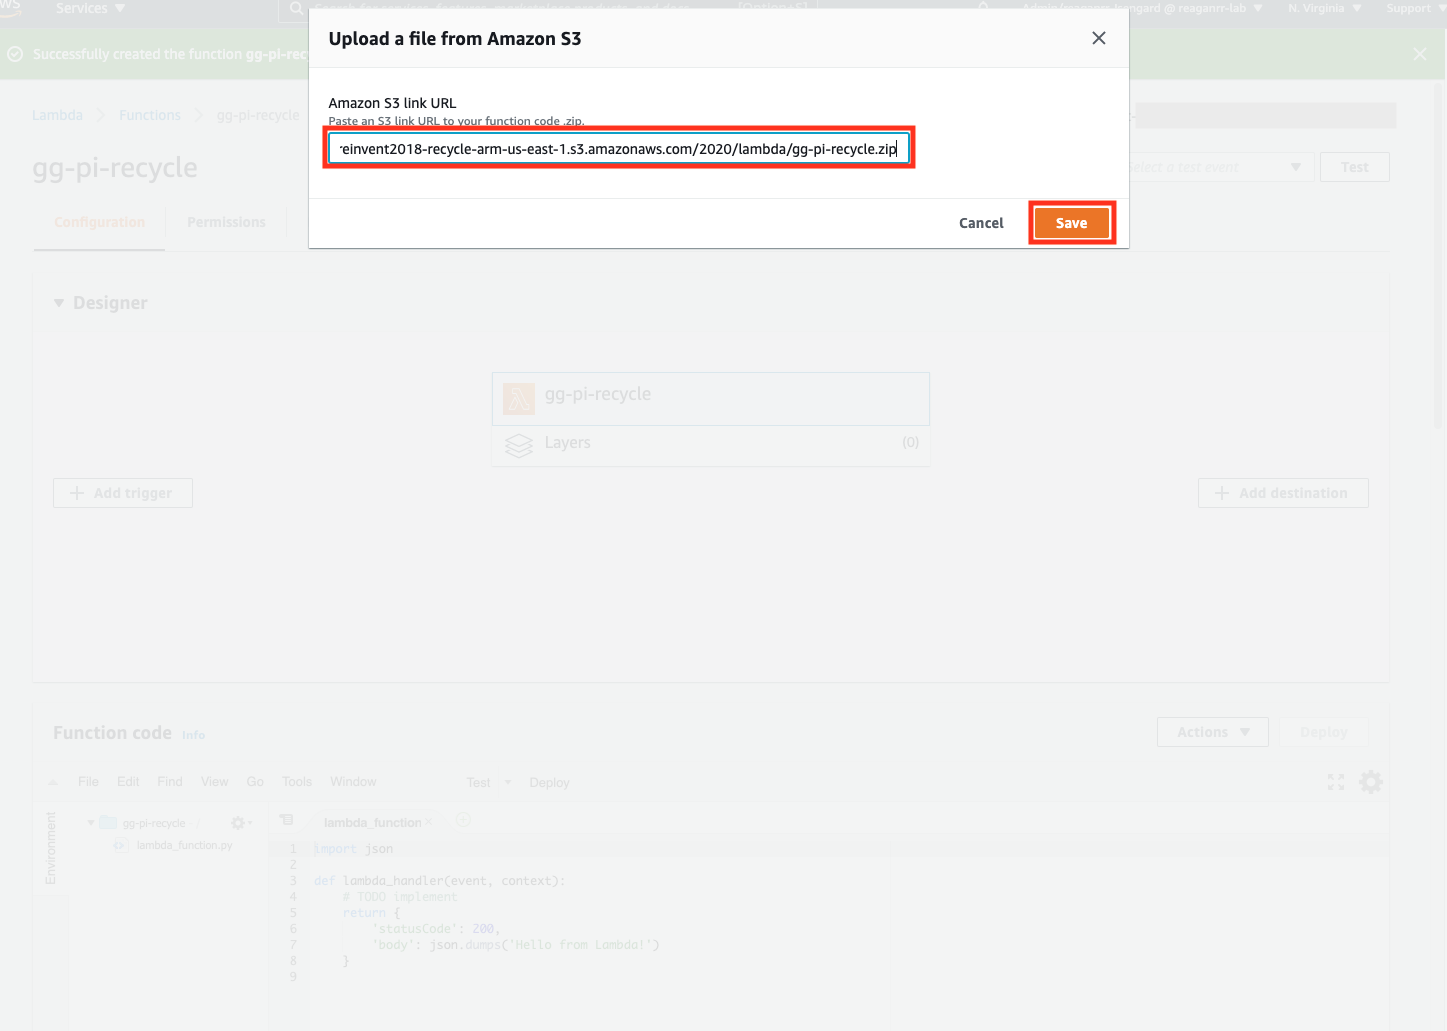 Services
Upload a file from Amazon S3
N. Virginia
Support
Successfully created the function gg-pi-rec
Amazon S3 link URL
Paste an S3 link URL to your function code .zip.
reinvent2018-recycle-arm-us-east-1.s3.amazonaws.com/2020/lambda/gg-pi-recycle.zip
Cancel
Save
Lambda
Functions
gg-pi-recycle
gg-pi-recycle
Select a test event
Test
Configuration
Permissions
Designer
gg-pi-recycle
Layers
(0)
Add trigger
Add destination
Function code Info
Actions
Deploy
File Edit Find View Go Tools Window Test Deploy
Environment
gg-pi-recycle - /
lambda_function.py
lambda_function
1 import json
2
3 def lambda_handler(event, context):
4 # TODO implement
5 return {
6 'statusCode': 200,
7 'body': json.dumps('Hello from Lambda!')
8 }
9